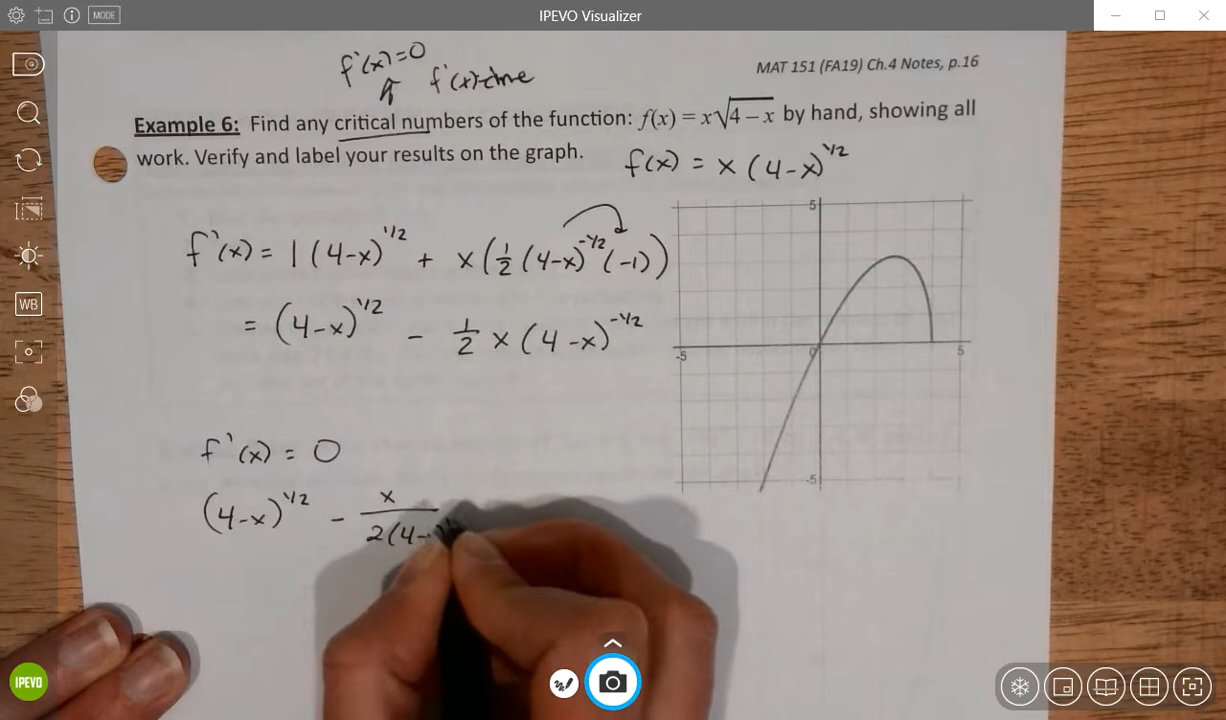 IPEVO Visualizer
MODE
f'(x)=0
f'(x) dne
MAT 151 (FA19) Ch.4 Notes, p.16
Example 6: Find any critical numbers of the function: f(x) = x√4 − x by hand, showing all
work. Verify and label your results on the graph.
f(x) = x (4-x)^1/2
f'(x) = 1 (4-x)^1/2 + x (1/2 (4-x)^-1/2 (-1))
= (4-x)^1/2 - 1/2 x (4-x)^-1/2
5
-5
0
5
-5
WB
f'(x) = 0
(4-x)^1/2 - x
2(4-
IPEVO